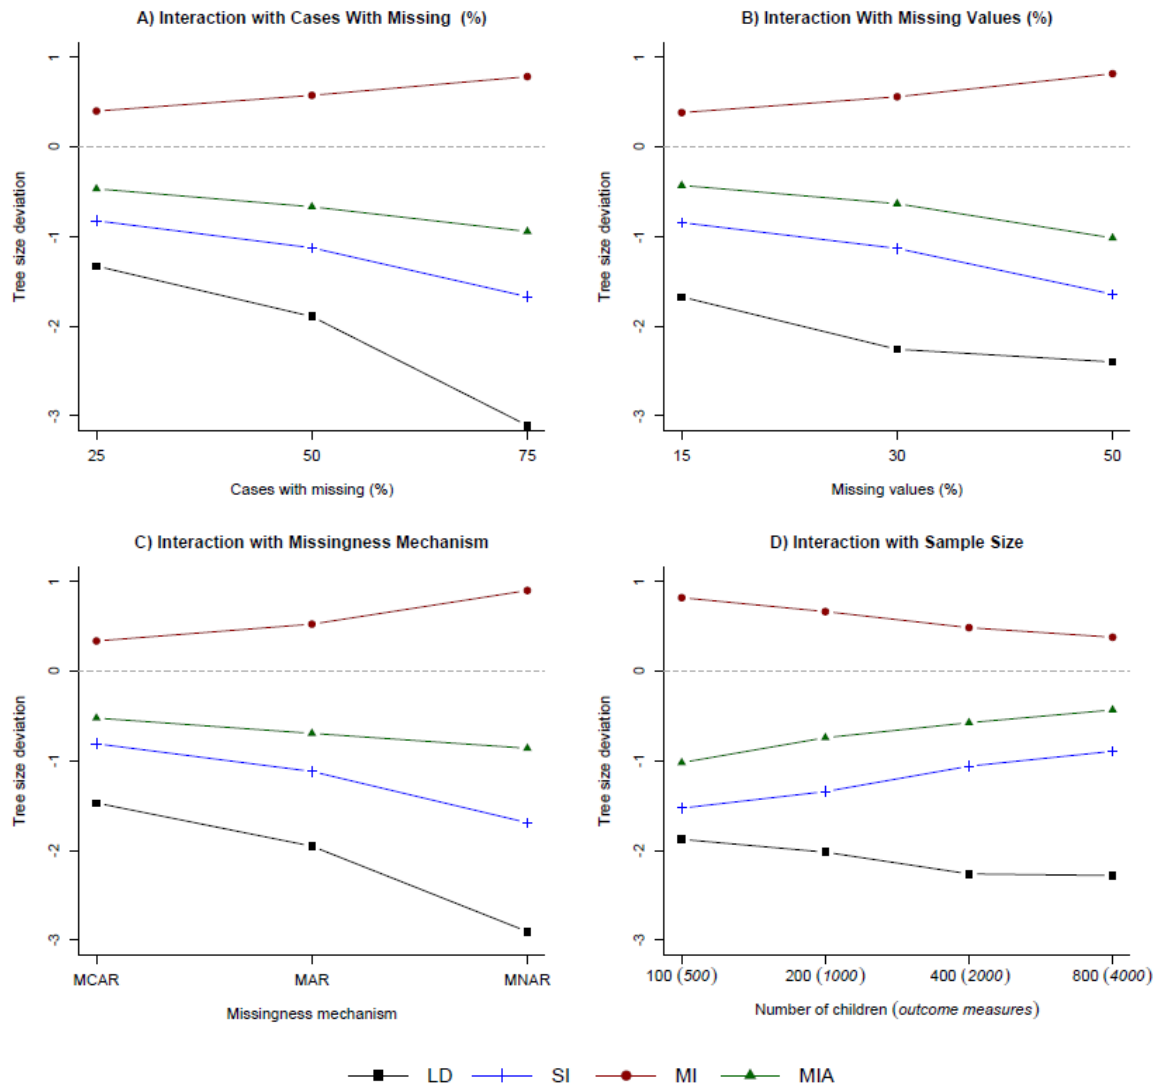 A) Interaction with Cases With Missing (%)
Tree size deviation
1
0
-1
-2
-3
25 50 75
Cases with missing (%)
B) Interaction With Missing Values (%)
Tree size deviation
1
0
-1
-2
-3
15 30 50
Missing values (%)
C) Interaction with Missingness Mechanism
Tree size deviation
1
0
-1
-2
-3
MCAR MAR MNAR
Missingness mechanism
D) Interaction with Sample Size
Tree size deviation
1
0
-1
-2
-3
100 (500) 200 (1000) 400 (2000) 800 (4000)
Number of children (outcome measures)
LD SI MI MIA